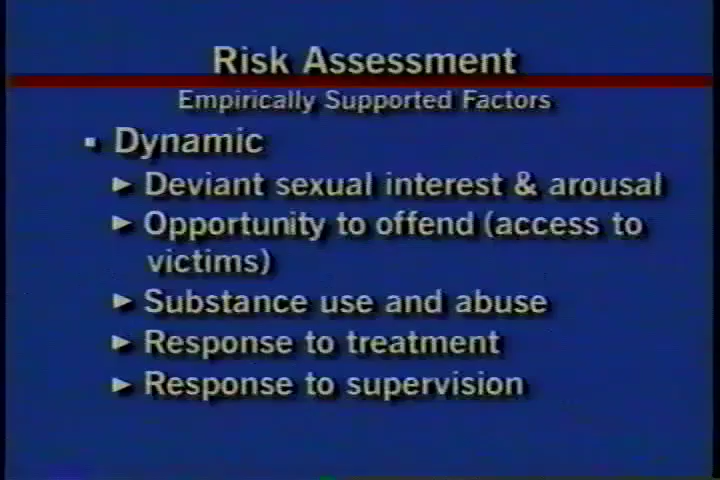 Risk Assessment
Empirically Supported Factors
▪ Dynamic
► Deviant sexual interest & arousal
► Opportunity to offend (access to
victims)
► Substance use and abuse
► Response to treatment
► Response to supervision